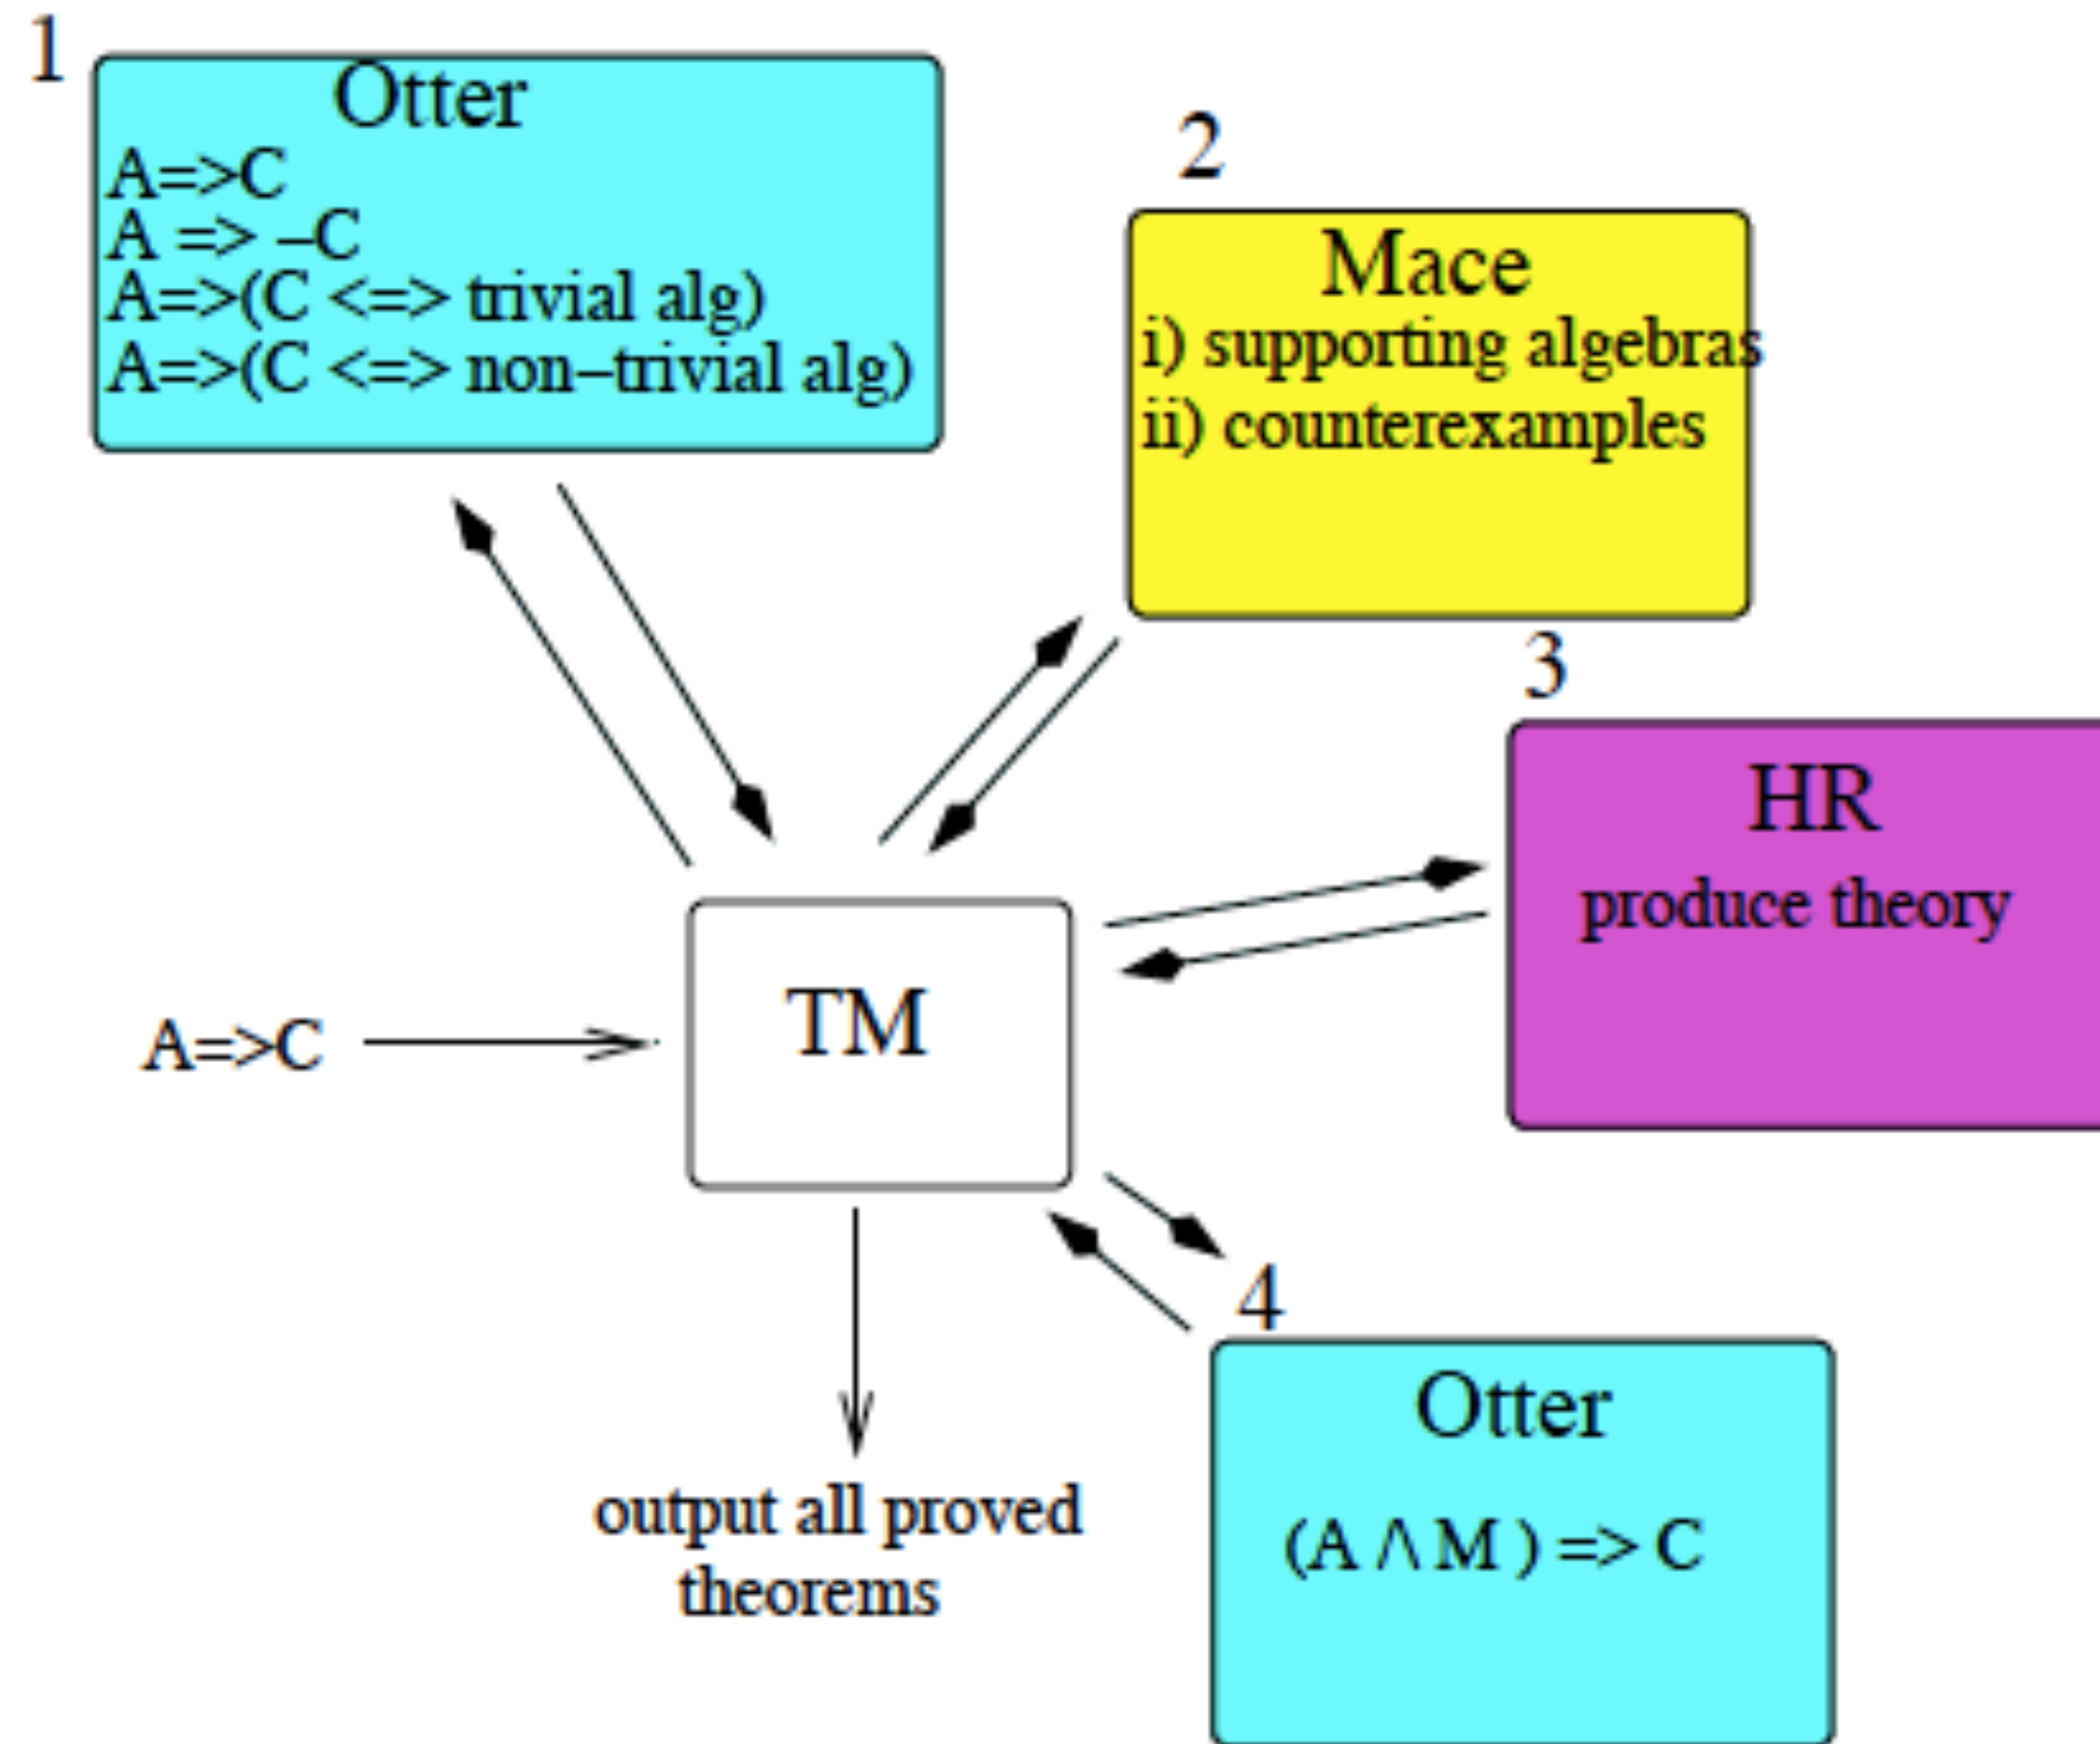 1
Otter
A=>C
A => –C
A=>(C <=> trivial alg)
A=>(C <=> non–trivial alg)
2
Mace
i) supporting algebras
ii) counterexamples
3
HR
produce theory
TM
A=>C
4
Otter
(A /\ M ) => C
output all proved
theorems